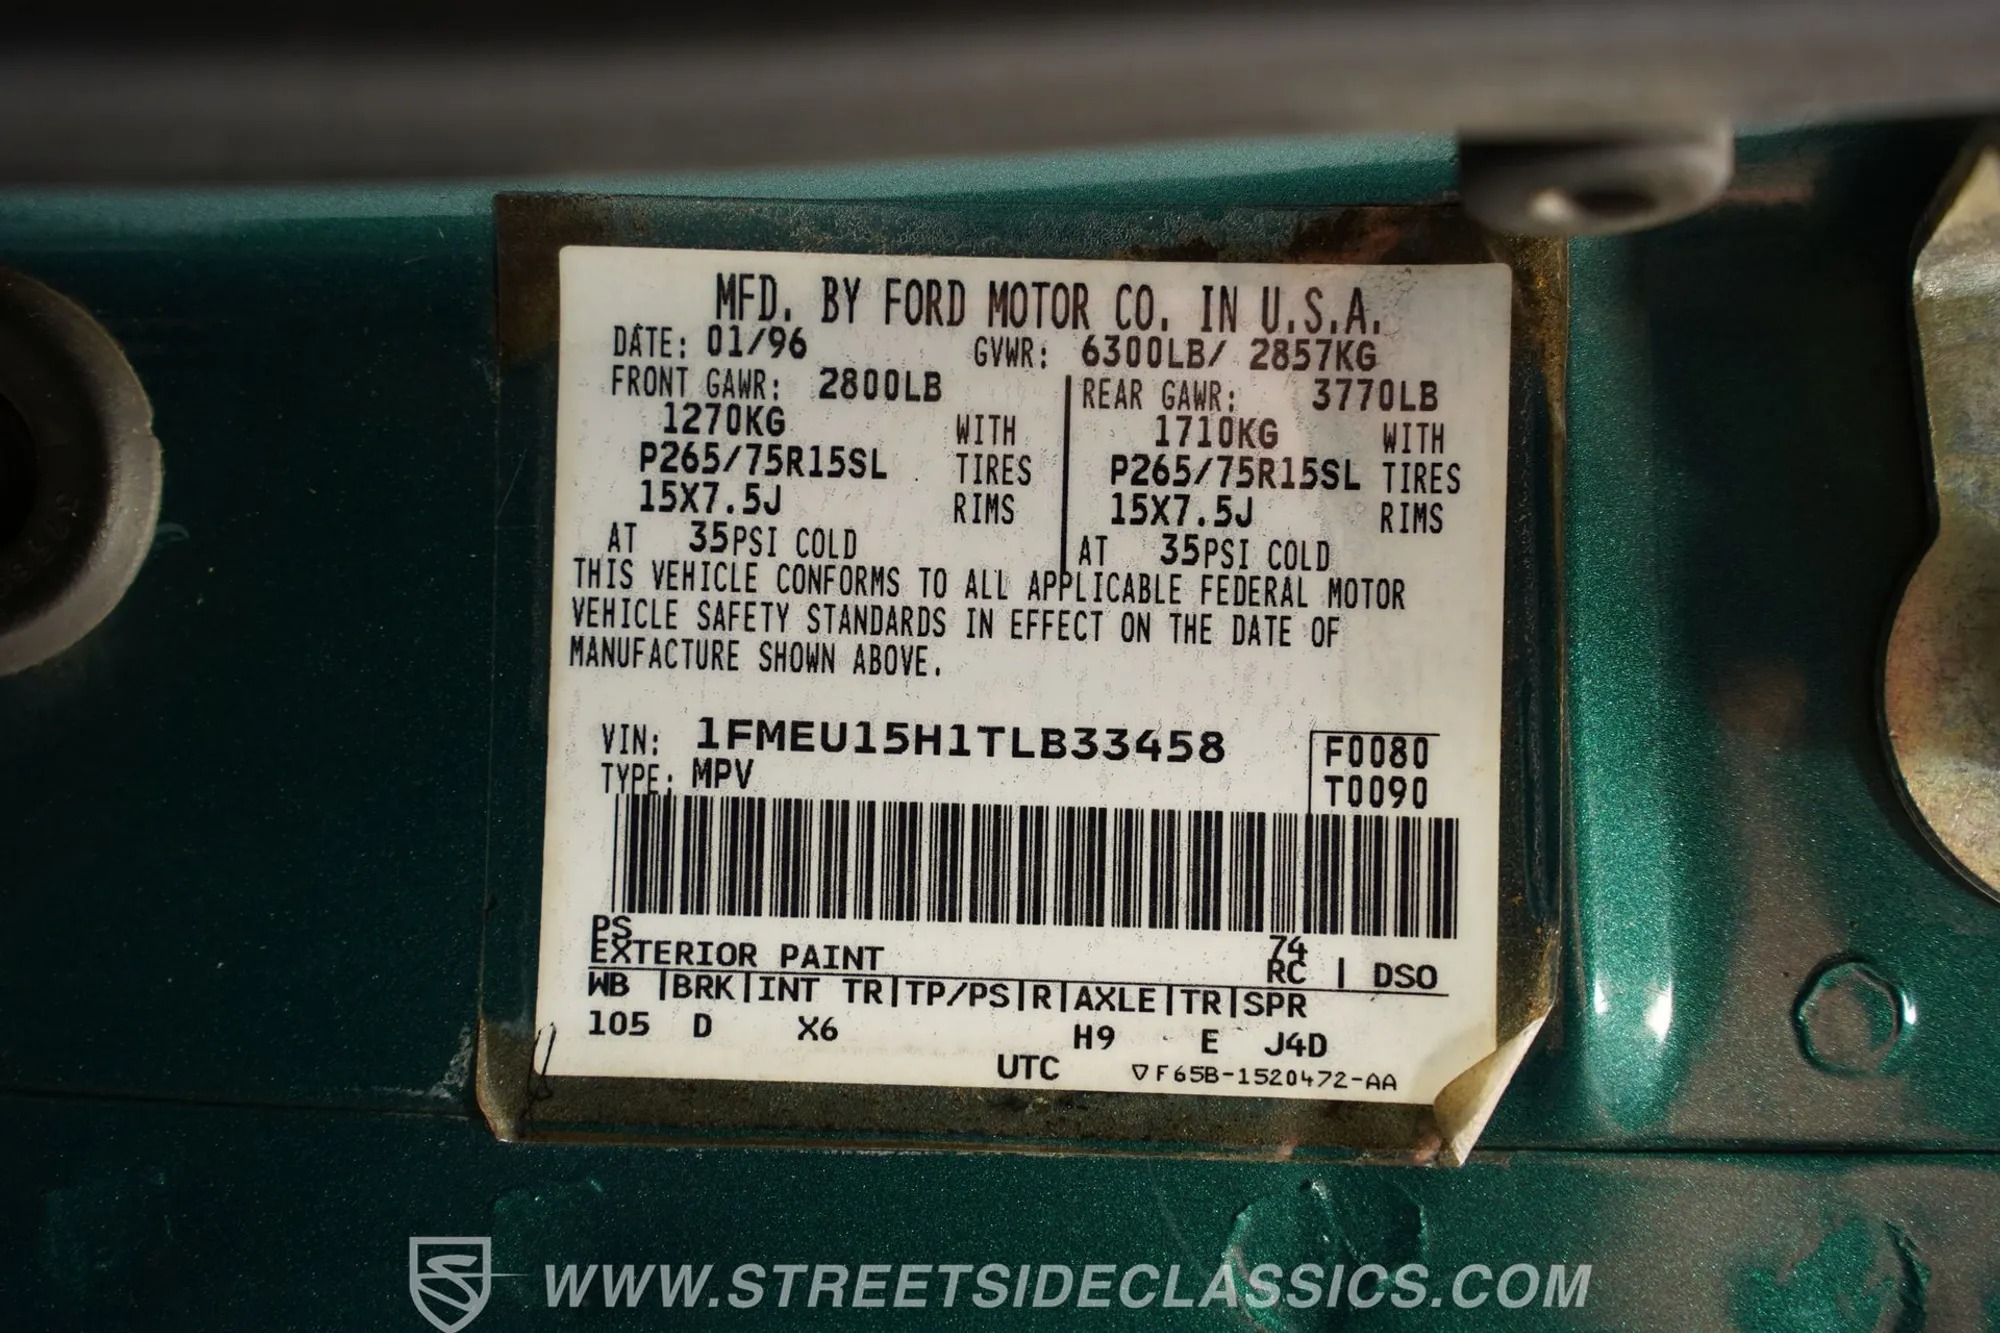 MFD. BY FORD MOTOR CO. IN U.S.A.
DATE: 01/96 GVWR: 6300LB/ 2857KG
FRONT GAWR: 2800LB REAR GAWR: 3770LB
1270KG WITH 1710KG WITH
P265/75R15SL TIRES P265/75R15SL TIRES
15X7.5J RIMS 15X7.5J RIMS
AT 35PSI COLD AT 35PSI COLD
THIS VEHICLE CONFORMS TO ALL APPLICABLE FEDERAL MOTOR
VEHICLE SAFETY STANDARDS IN EFFECT ON THE DATE OF
MANUFACTURE SHOWN ABOVE.
VIN: 1FMEU15H1TLB33458 F0080
TYPE: MPV T0090
PS 74
EXTERIOR PAINT RC | DSO
WB |BRK|INT TR|TP/PS|R|AXLE|TR|SPR
105 D X6 H9 E J4D
UTC ▽F65B-1520472-AA
WWW.STREETSIDECLASSICS.COM